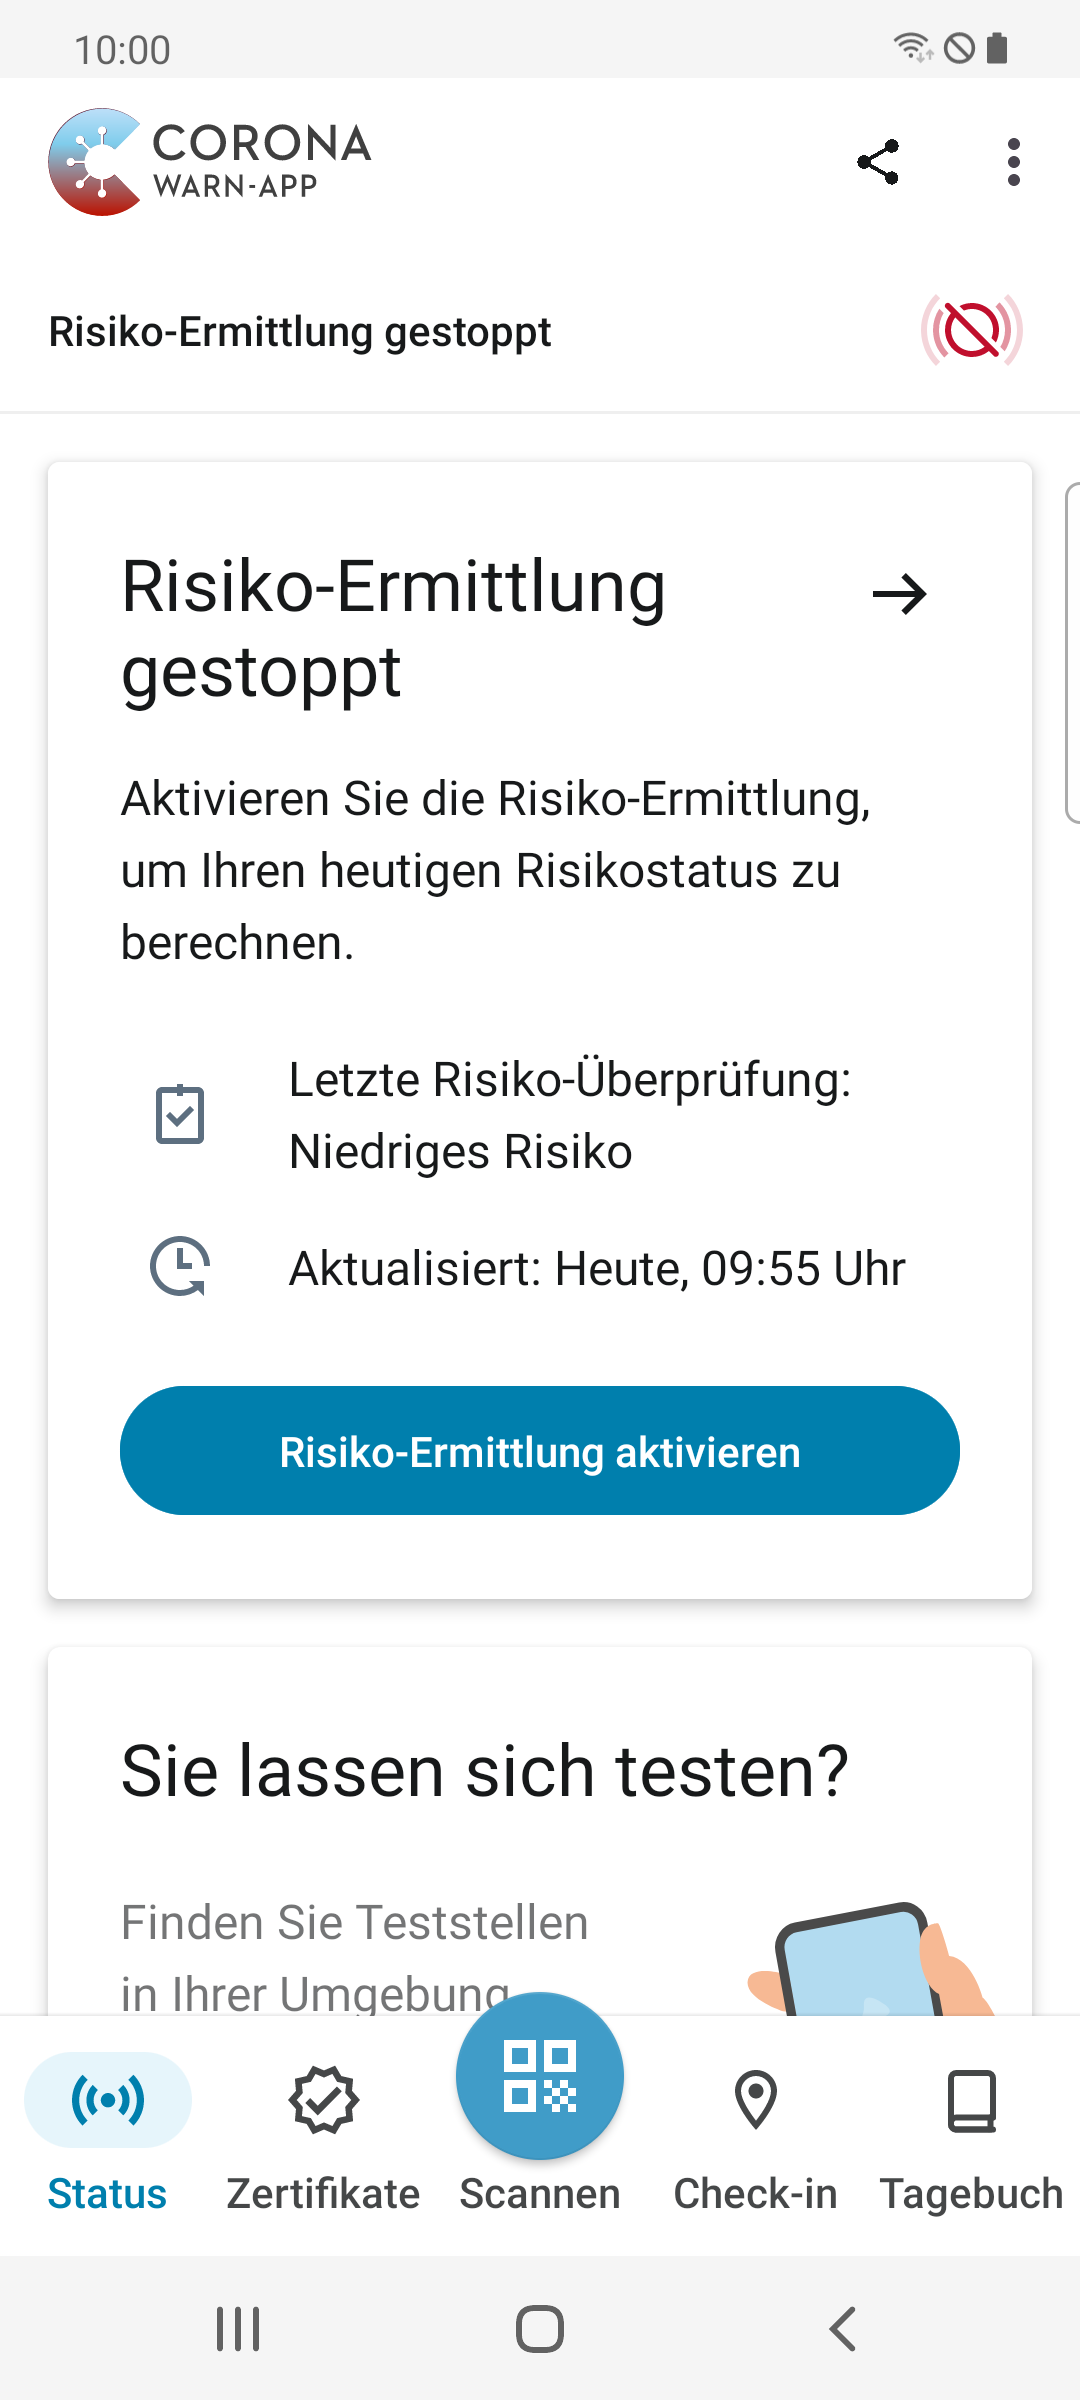 10:00
CORONA
WARN-APP
Risiko-Ermittlung gestoppt
Risiko-Ermittlung
gestoppt
Aktivieren Sie die Risiko-Ermittlung,
um Ihren heutigen Risikostatus zu
berechnen.
Letzte Risiko-Überprüfung:
Niedriges Risiko
Aktualisiert: Heute, 09:55 Uhr
Risiko-Ermittlung aktivieren
Sie lassen sich testen?
Finden Sie Teststellen
in Ihrer Umgebung
Status
Zertifikate
Scannen
Check-in
Tagebuch